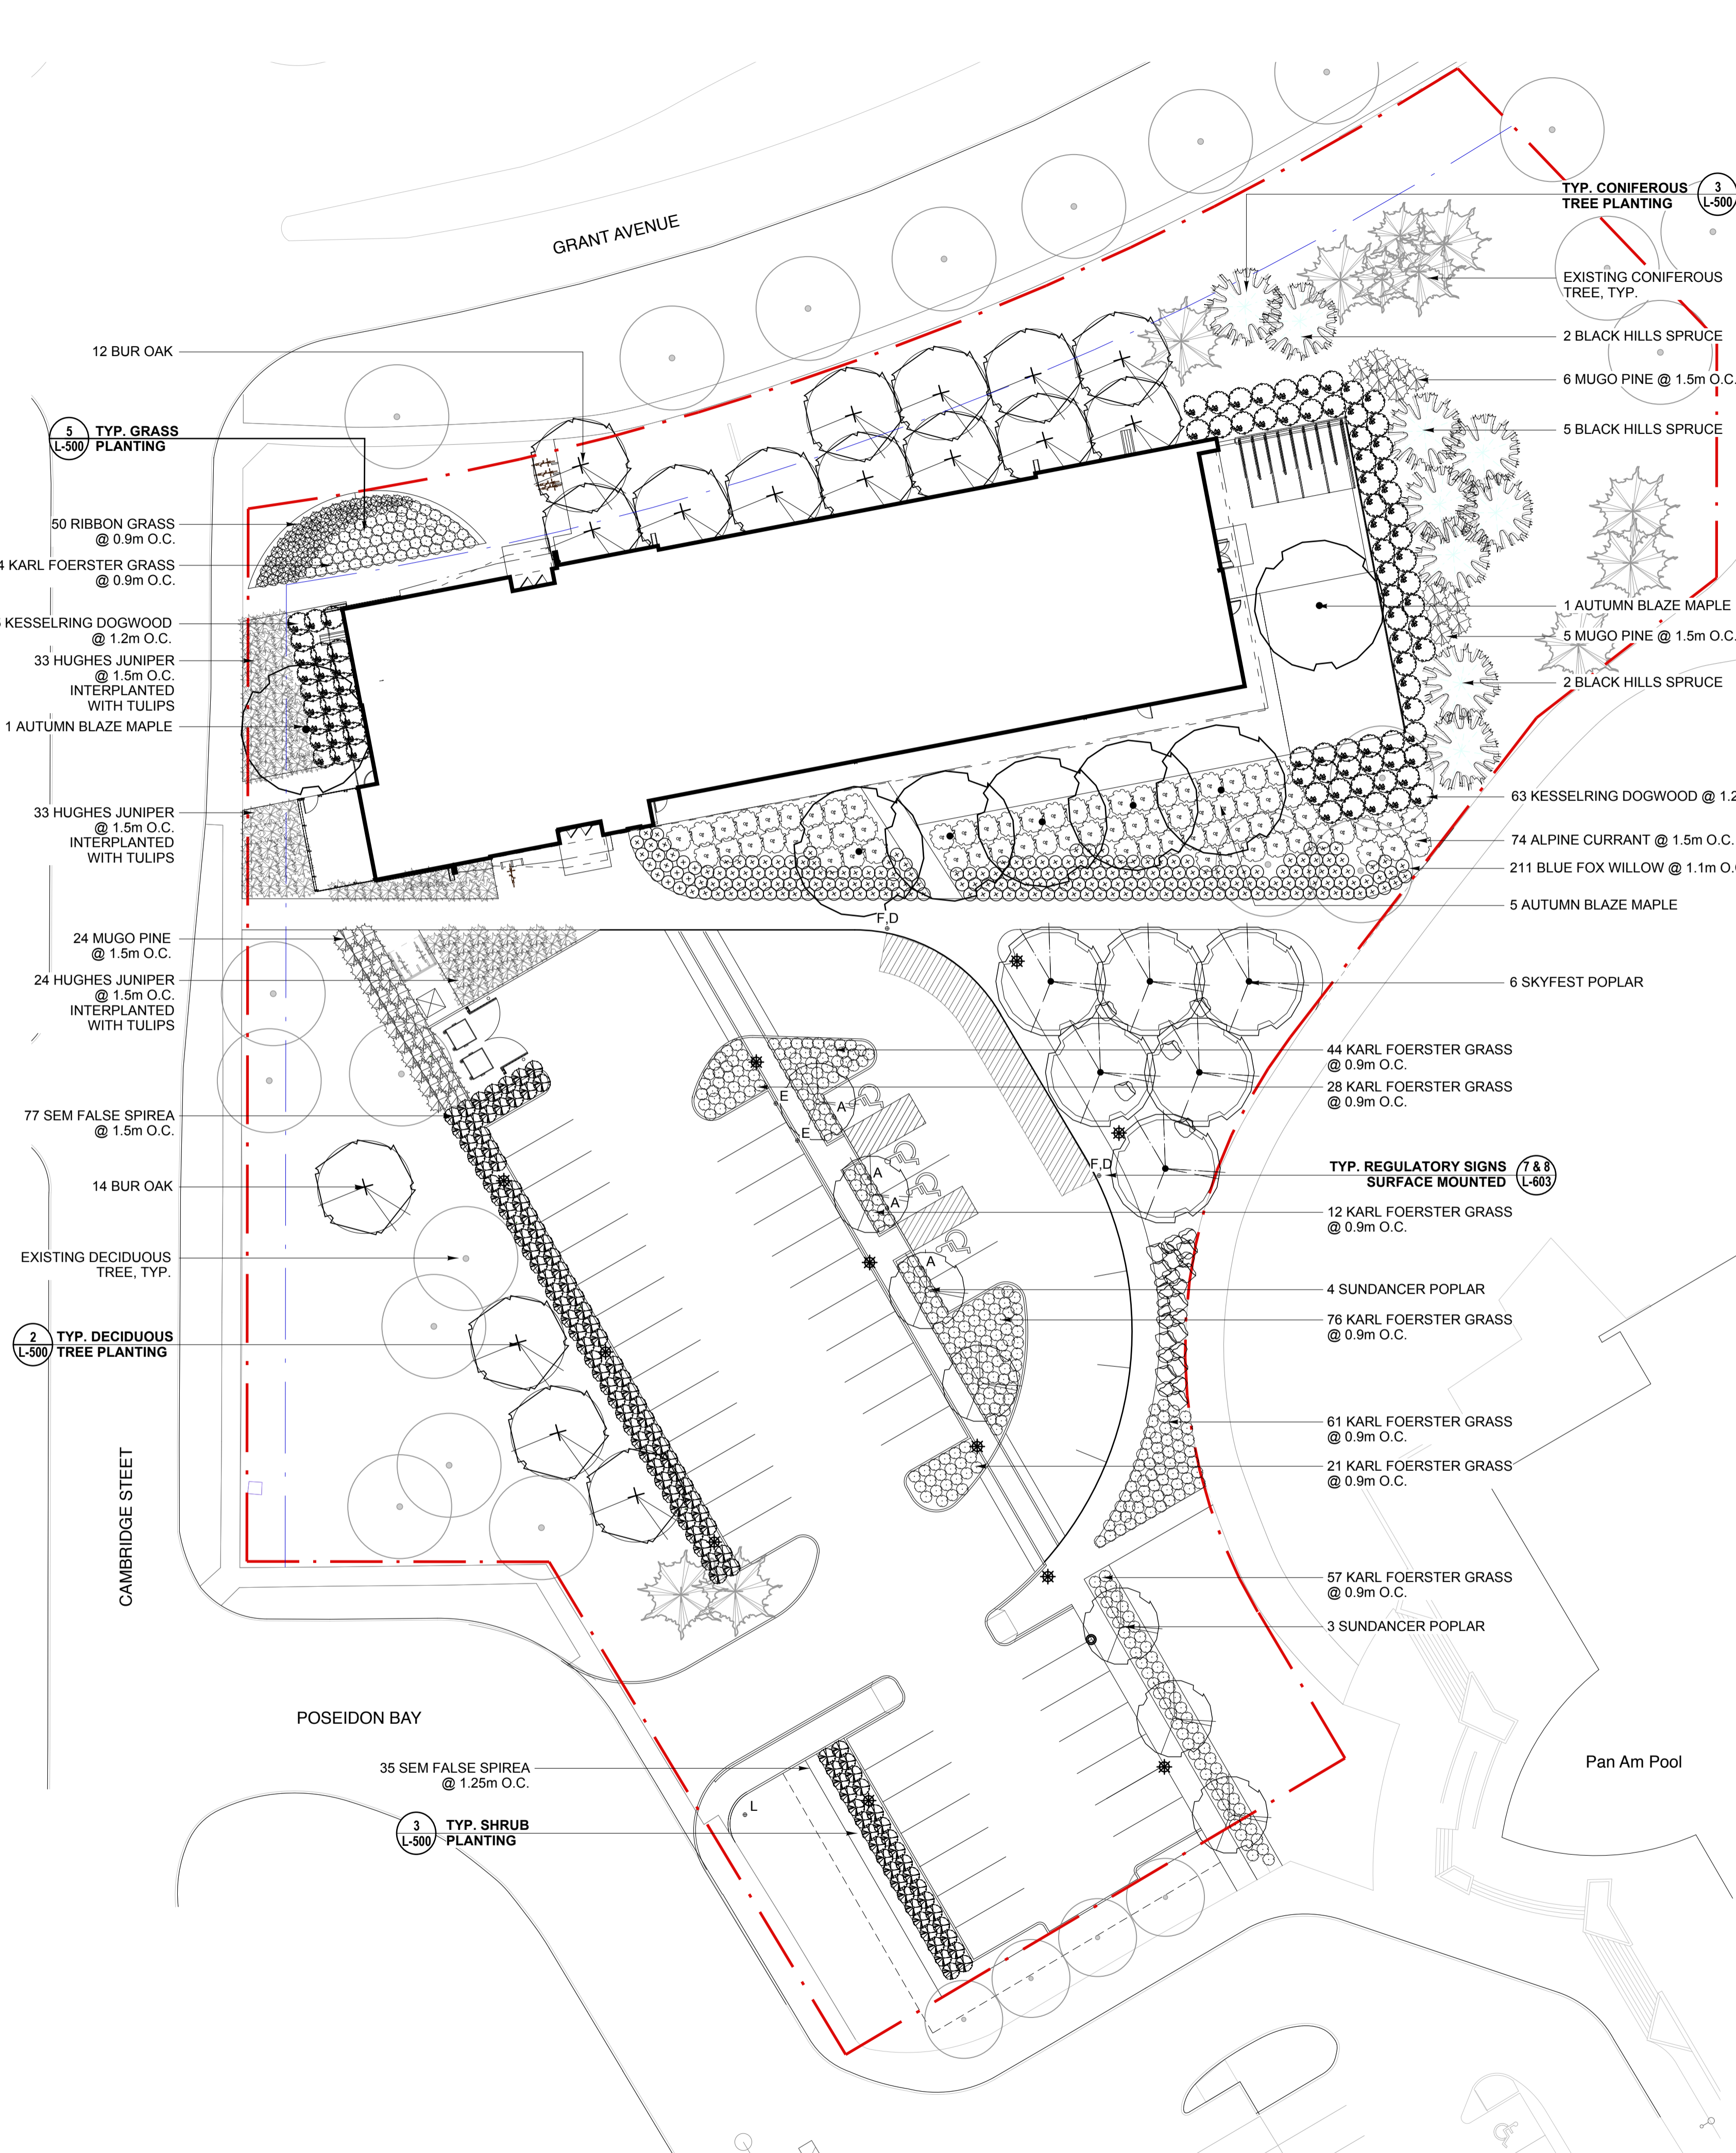 GRANT AVENUE
TYP. CONIFEROUS
TREE PLANTING
3
L-500
EXISTING CONIFEROUS
TREE, TYP.
2 BLACK HILLS SPRUCE
6 MUGO PINE @ 1.5m O.C.
5 BLACK HILLS SPRUCE
1 AUTUMN BLAZE MAPLE
5 MUGO PINE @ 1.5m O.C.
2 BLACK HILLS SPRUCE
63 KESSELRING DOGWOOD @ 1.2
74 ALPINE CURRANT @ 1.5m O.C.
211 BLUE FOX WILLOW @ 1.1m O.
5 AUTUMN BLAZE MAPLE
6 SKYFEST POPLAR
44 KARL FOERSTER GRASS
@ 0.9m O.C.
28 KARL FOERSTER GRASS
@ 0.9m O.C.
TYP. REGULATORY SIGNS
SURFACE MOUNTED
7 & 8
L-603
12 KARL FOERSTER GRASS
@ 0.9m O.C.
4 SUNDANCER POPLAR
76 KARL FOERSTER GRASS
@ 0.9m O.C.
61 KARL FOERSTER GRASS
@ 0.9m O.C.
21 KARL FOERSTER GRASS
@ 0.9m O.C.
57 KARL FOERSTER GRASS
@ 0.9m O.C.
3 SUNDANCER POPLAR
Pan Am Pool
12 BUR OAK
5
L-500
TYP. GRASS
PLANTING
50 RIBBON GRASS
@ 0.9m O.C.
4 KARL FOERSTER GRASS
@ 0.9m O.C.
KESSELRING DOGWOOD
@ 1.2m O.C.
33 HUGHES JUNIPER
@ 1.5m O.C.
INTERPLANTED
WITH TULIPS
1 AUTUMN BLAZE MAPLE
33 HUGHES JUNIPER
@ 1.5m O.C.
INTERPLANTED
WITH TULIPS
24 MUGO PINE
@ 1.5m O.C.
24 HUGHES JUNIPER
@ 1.5m O.C.
INTERPLANTED
WITH TULIPS
77 SEM FALSE SPIREA
@ 1.5m O.C.
14 BUR OAK
EXISTING DECIDUOUS
TREE, TYP.
2
L-500
TYP. DECIDUOUS
TREE PLANTING
CAMBRIDGE STEET
POSEIDON BAY
35 SEM FALSE SPIREA
@ 1.25m O.C.
3
L-500
TYP. SHRUB
PLANTING
F,D
F,D
E
E
A
A
A
A
L